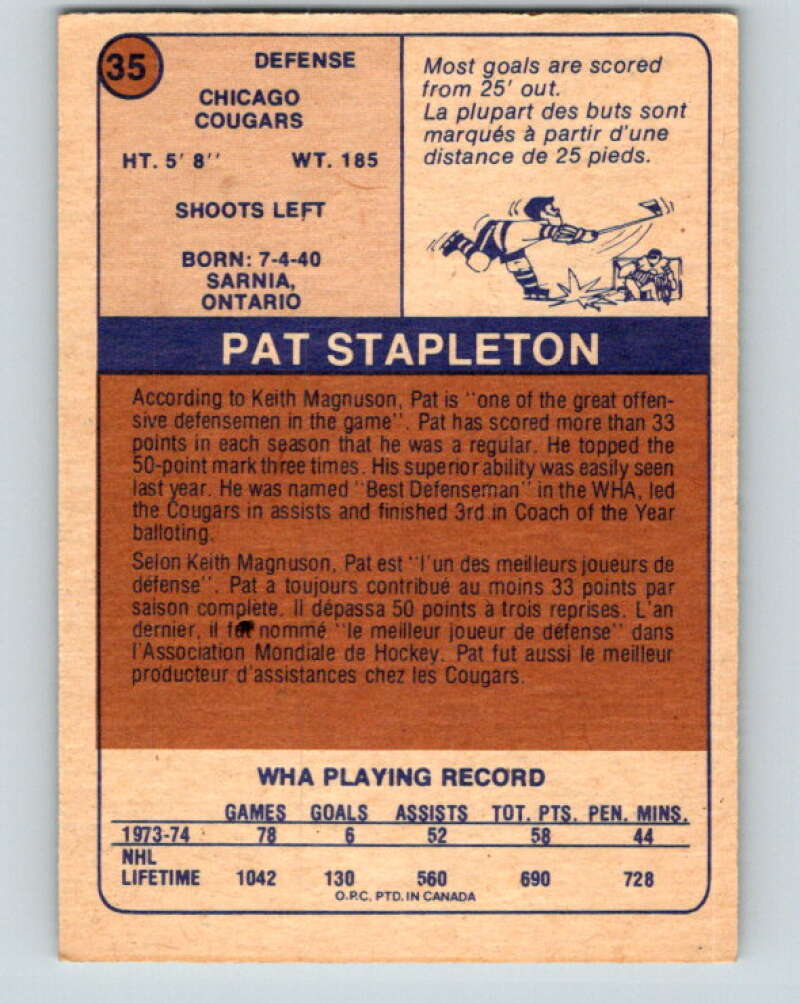 35
DEFENSE
CHICAGO
COUGARS
HT. 5' 8'' WT. 185
SHOOTS LEFT
BORN: 7-4-40
SARNIA,
ONTARIO
Most goals are scored
from 25' out.
La plupart des buts sont
marqués à partir d'une
distance de 25 pieds.
PAT STAPLETON
According to Keith Magnuson, Pat is "one of the great offen-
sive defensemen in the game". Pat has scored more than 33
points in each season that he was a regular. He topped the
50-point mark three times. His superior ability was easily seen
last year. He was named "Best Defenseman" in the WHA, led
the Cougars in assists and finished 3rd in Coach of the Year
balloting.
Selon Keith Magnuson, Pat est "l'un des meilleurs joueurs de
défense". Pat a toujours contribué au moins 33 points par
saison complète. Il dépassa 50 points à trois reprises. L'an
dernier, il fut nommé "le meilleur joueur de défense" dans
l'Association Mondiale de Hockey. Pat fut aussi le meilleur
producteur d'assistances chez les Cougars.
WHA PLAYING RECORD
GAMES GOALS ASSISTS TOT. PTS. PEN. MINS.
1973-74 78 6 52 58 44
NHL
LIFETIME 1042 130 560 690 728
O.P.C. PTD. IN CANADA